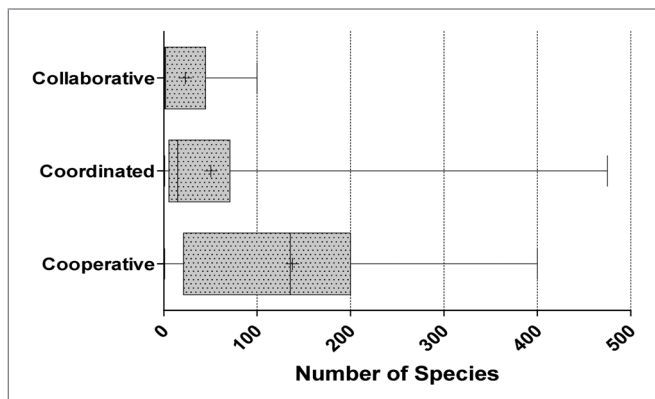 Collaborative
Coordinated
Cooperative
0 100 200 300 400 500
Number of Species